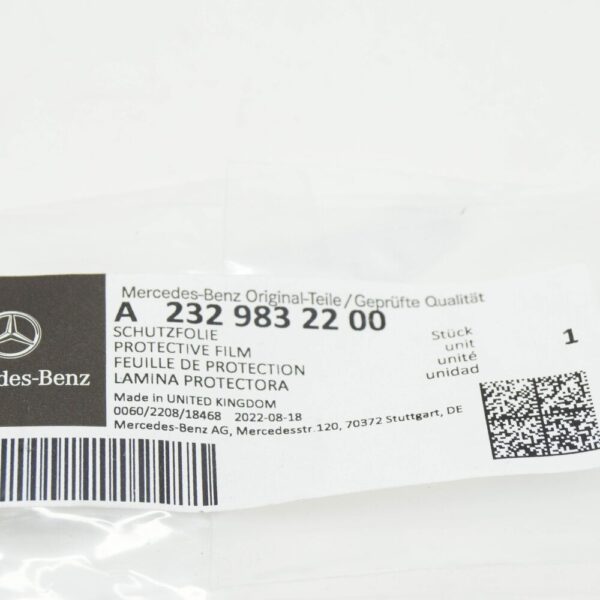 Mercedes-Benz Original-Teile/Geprüfte Qualität
A 232 983 22 00
SCHUTZFOLIE
PROTECTIVE FILM
FEUILLE DE PROTECTION
LAMINA PROTECTORA
Stück
unit
unité
unidad
1
des-Benz
Made in UNITED KINGDOM
0060/2208/18468 2022-08-18
Mercedes-Benz AG, Mercedesstr.120, 70372 Stuttgart, DE